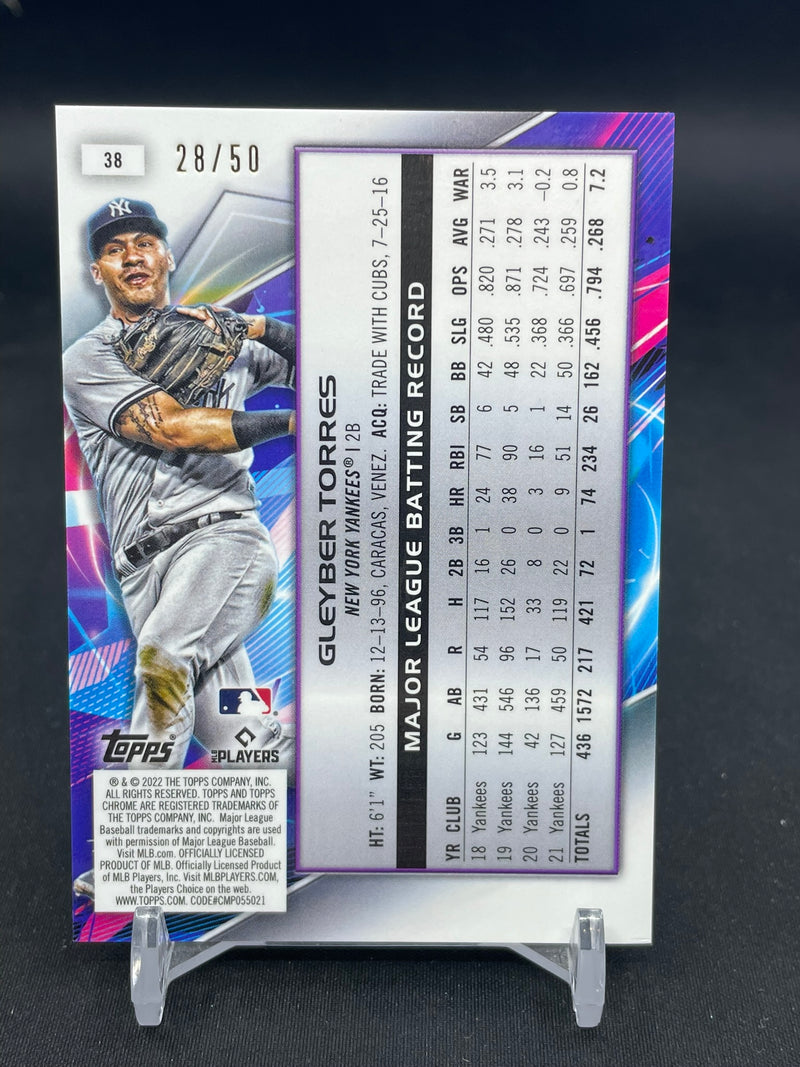 38
28/50
GLEYBER TORRES
NEW YORK YANKEES® | 2B
HT: 6'1" WT: 205 BORN: 12-13-96, CARACAS, VENEZ. ACQ: TRADE WITH CUBS, 7-25-16
MAJOR LEAGUE BATTING RECORD
YR CLUB G AB R H 2B 3B HR RBI SB BB SLG OPS AVG WAR
18 Yankees 123 431 54 117 16 1 24 77 6 42 .480 .820 .271 3.5
19 Yankees 144 546 96 152 26 0 38 90 5 48 .535 .871 .278 3.1
20 Yankees 42 136 17 33 8 0 3 16 1 22 .368 .724 .243 -0.2
21 Yankees 127 459 50 119 22 0 9 51 14 50 .366 .697 .259 0.8
TOTALS 436 1572 217 421 72 1 74 234 26 162 .456 .794 .268 7.2
TOPPS®
MLB PLAYERS
® & © 2022 THE TOPPS COMPANY, INC.
ALL RIGHTS RESERVED. TOPPS AND TOPPS
CHROME ARE REGISTERED TRADEMARKS OF
THE TOPPS COMPANY, INC. Major League
Baseball trademarks and copyrights are used
with permission of Major League Baseball.
Visit MLB.com. OFFICIALLY LICENSED
PRODUCT OF MLB. Officially Licensed Product
of MLB Players, Inc. Visit MLBPLAYERS.COM,
the Players Choice on the web.
WWW.TOPPS.COM. CODE#CMP055021